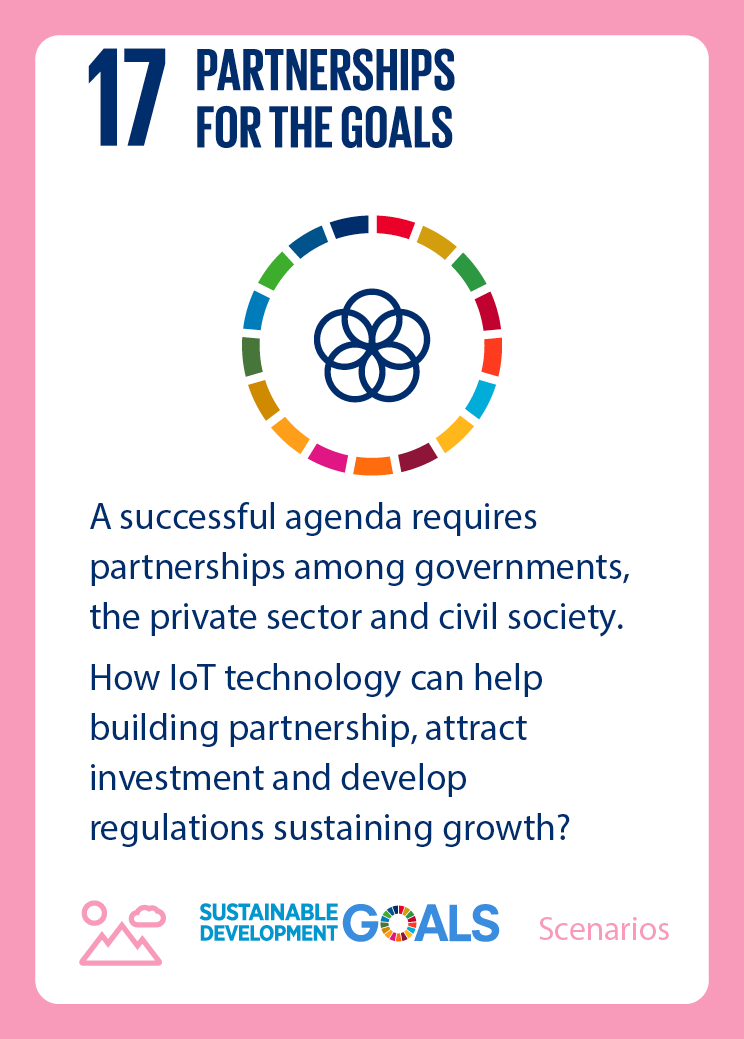 17 PARTNERSHIPS
FOR THE GOALS
A successful agenda requires
partnerships among governments,
the private sector and civil society.
How IoT technology can help
building partnership, attract
investment and develop
regulations sustaining growth?
SUSTAINABLE
DEVELOPMENT
GOALS
Scenarios